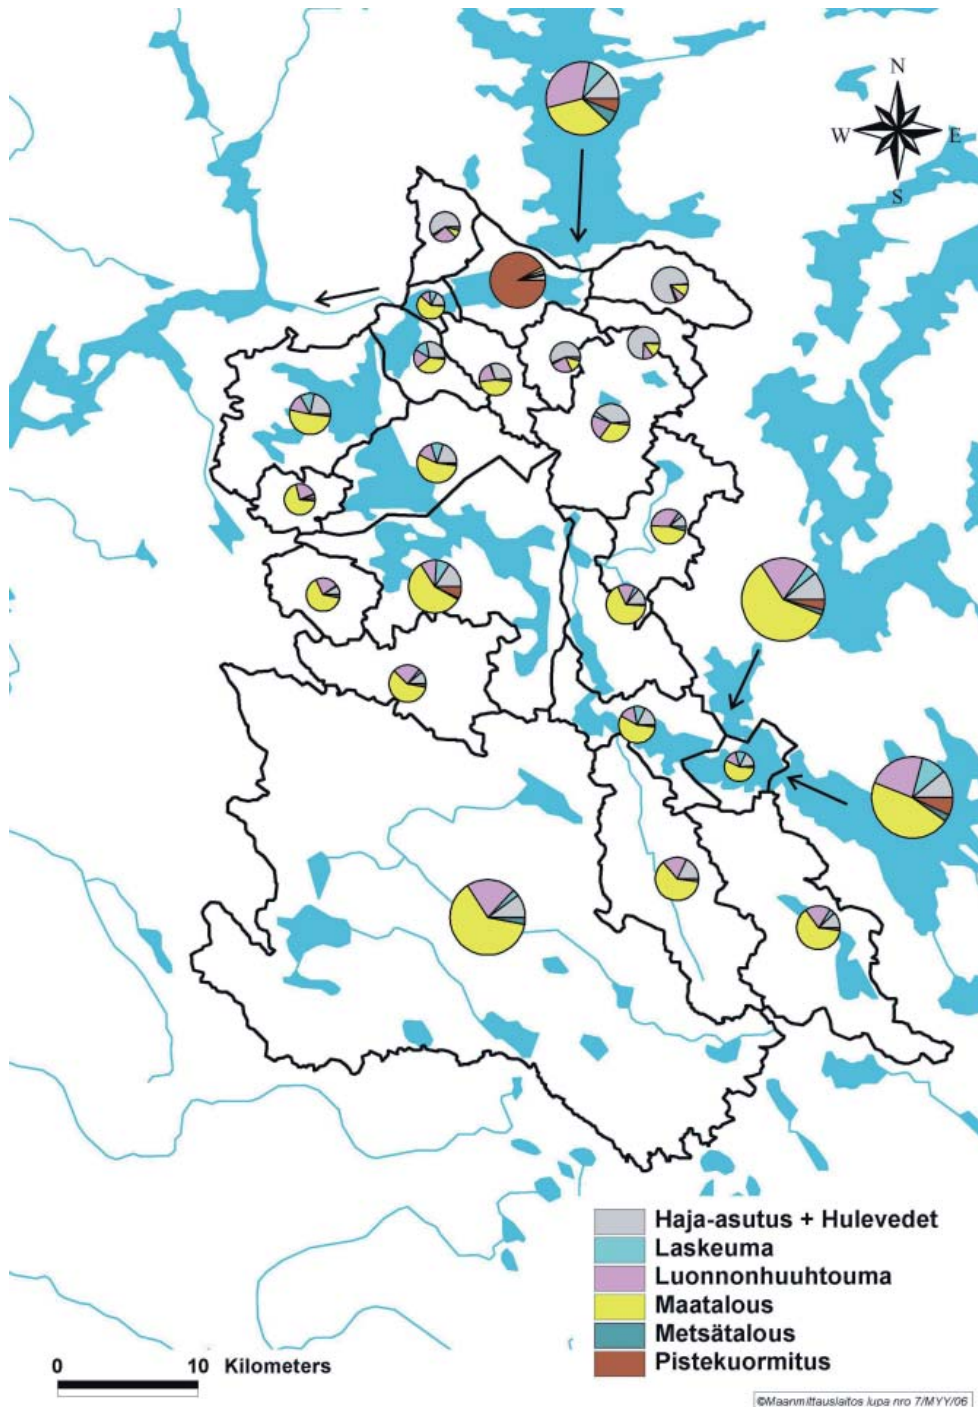 N
W E
S
Haja-asutus + Hulevedet
Laskeuma
Luonnonhuuhtouma
Maatalous
Metsätalous
Pistekuormitus
0 10 Kilometers
©Maanmittauslaitos lupa nro 7/MYY/06